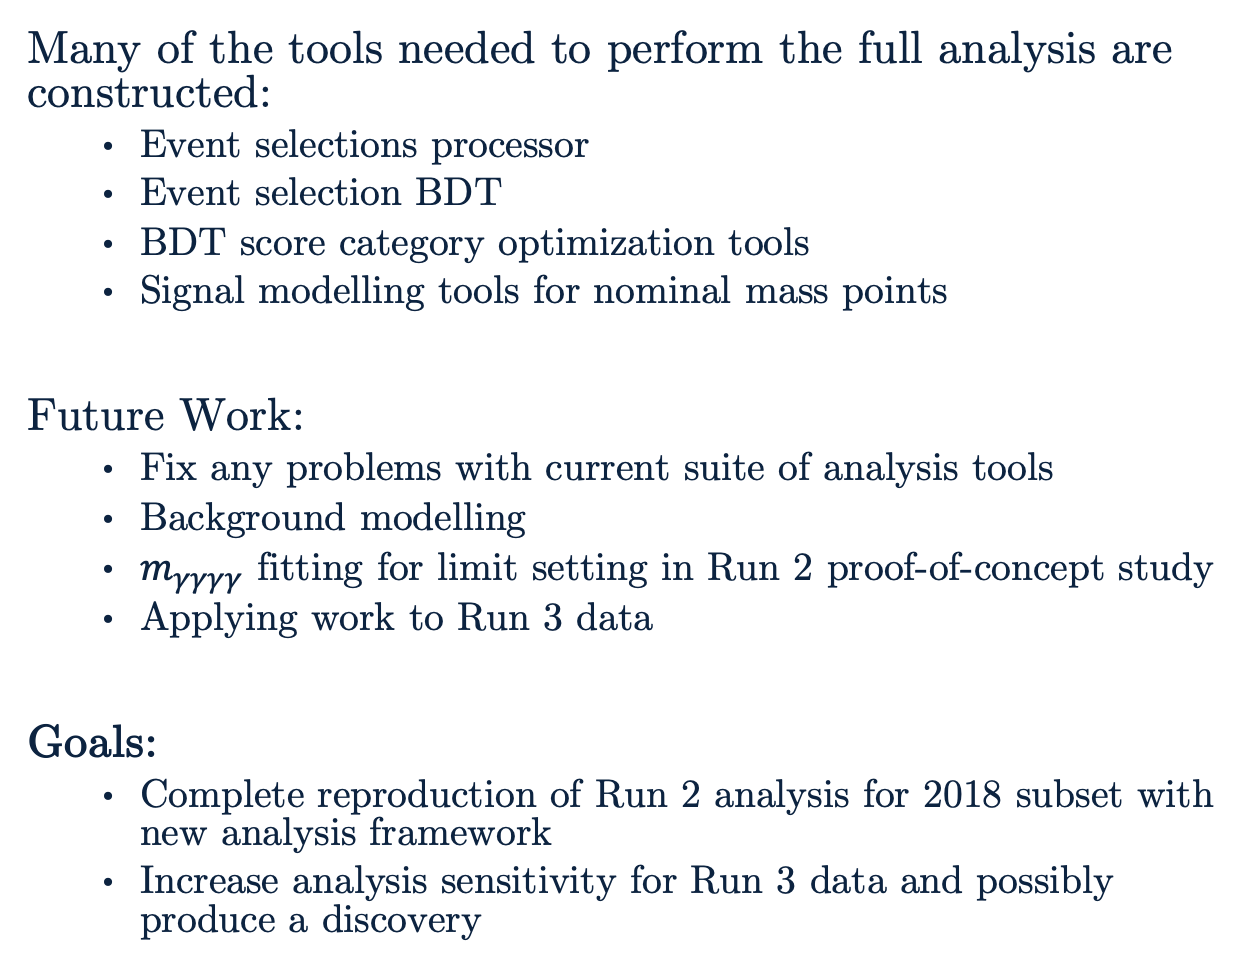 Many of the tools needed to perform the full analysis are
constructed:
• Event selections processor
• Event selection BDT
• BDT score category optimization tools
• Signal modelling tools for nominal mass points
Future Work:
• Fix any problems with current suite of analysis tools
• Background modelling
• m_γγγγ fitting for limit setting in Run 2 proof-of-concept study
• Applying work to Run 3 data
Goals:
• Complete reproduction of Run 2 analysis for 2018 subset with
new analysis framework
• Increase analysis sensitivity for Run 3 data and possibly
produce a discovery